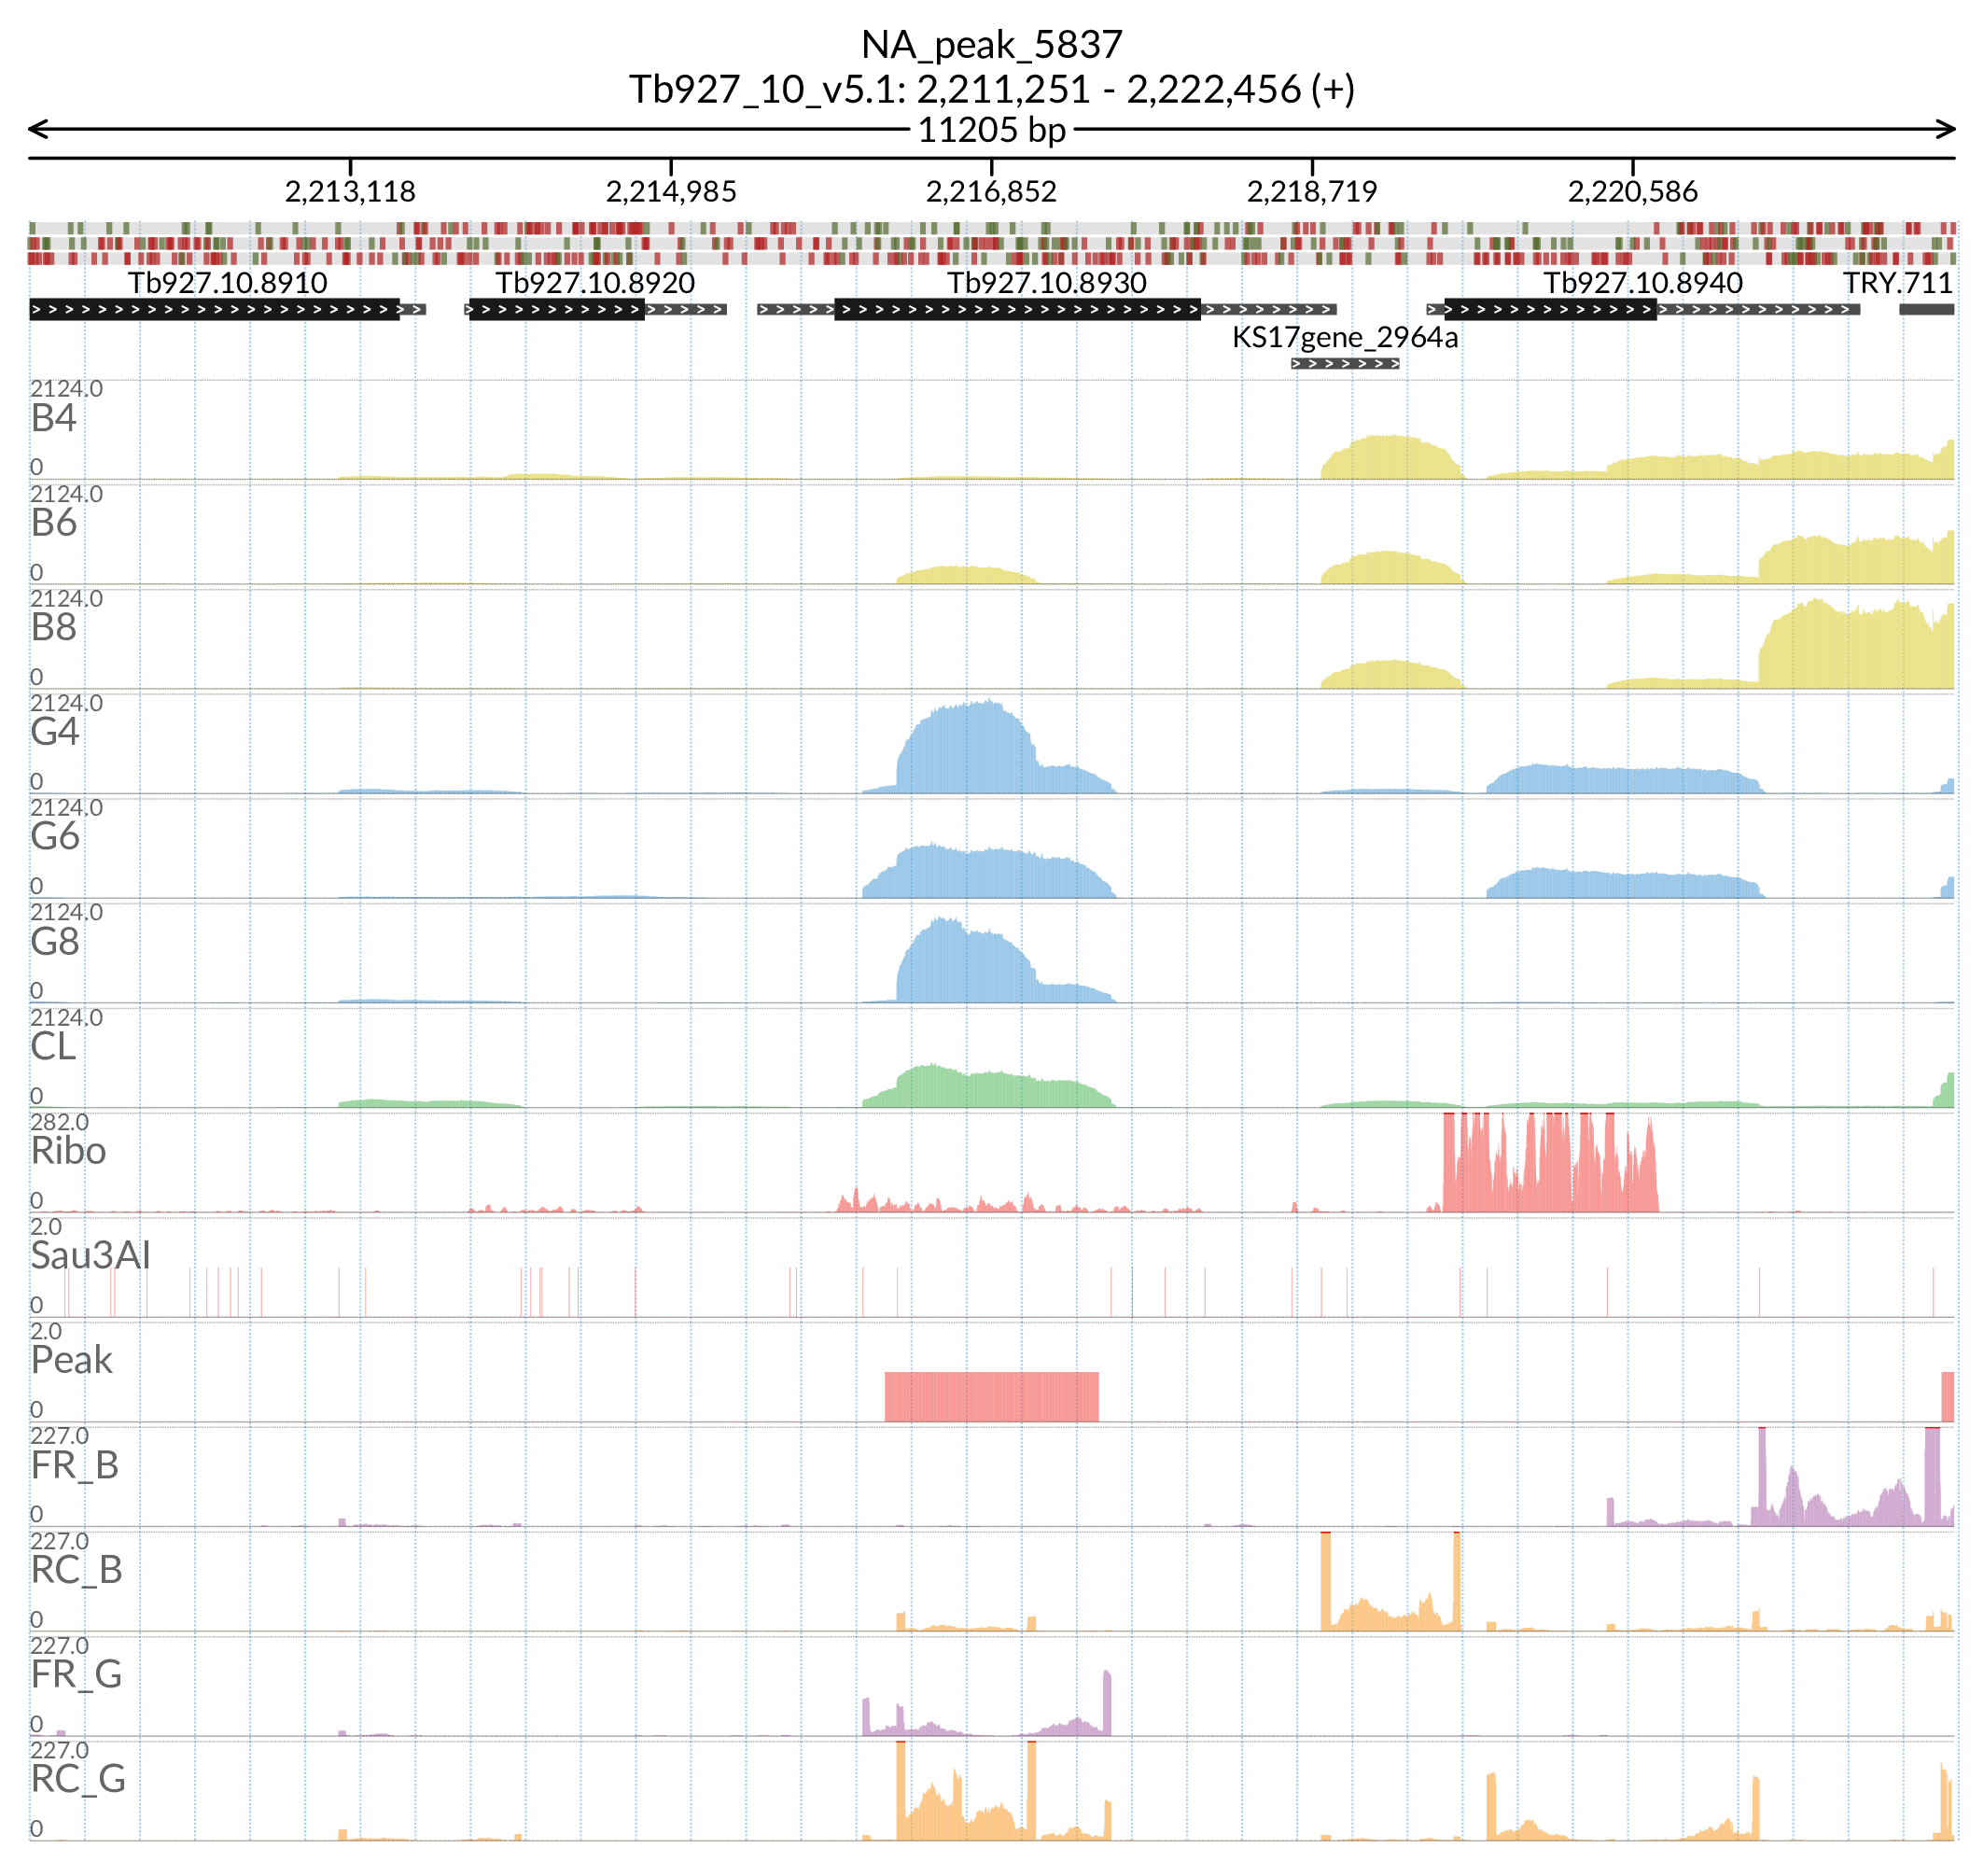 NA_peak_5837
Tb927_10_v5.1: 2,211,251 - 2,222,456 (+)
11205 bp
2,213,118 2,214,985 2,216,852 2,218,719 2,220,586
Tb927.10.8910 Tb927.10.8920 Tb927.10.8930 Tb927.10.8940 TRY.711
KS17gene_2964a
2124.0
B4
0
2124.0
B6
0
2124.0
B8
0
2124.0
G4
0
2124.0
G6
0
2124.0
G8
0
2124.0
CL
0
282.0
Ribo
0
2.0
Sau3AI
0
2.0
Peak
0
227.0
FR_B
0
227.0
RC_B
0
227.0
FR_G
0
227.0
RC_G
0